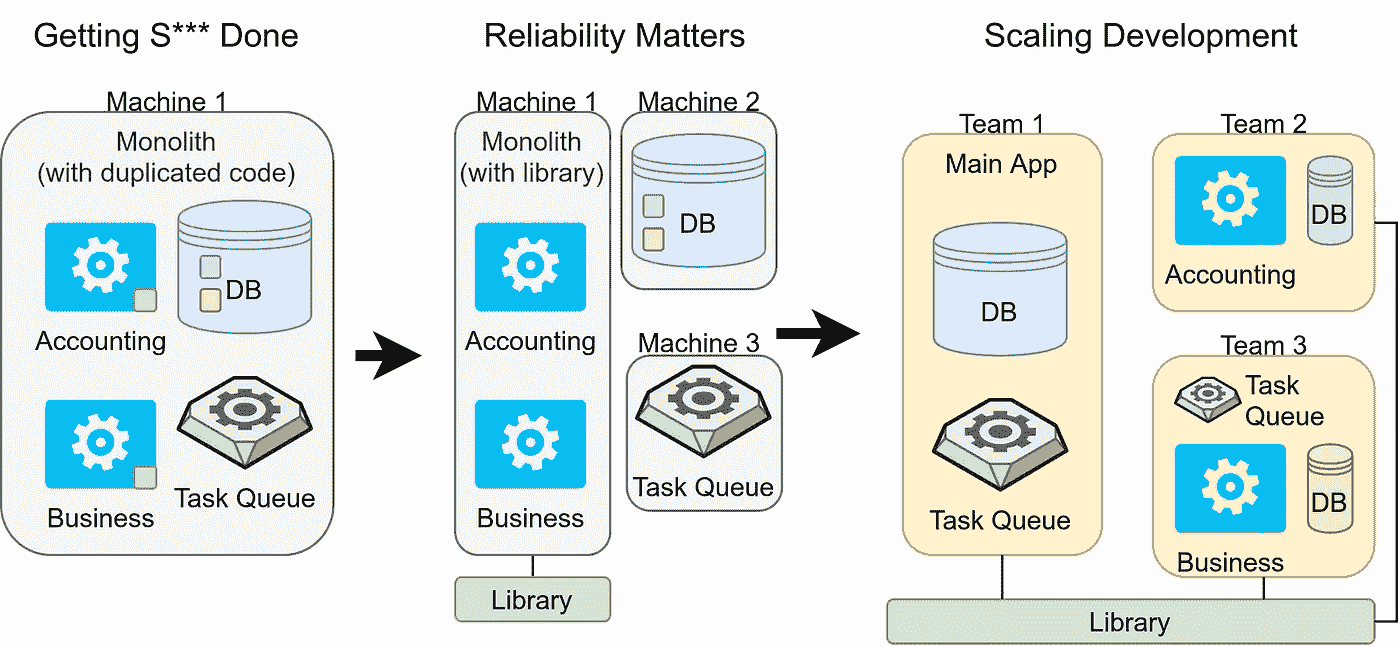 Getting S*** Done
Machine 1
Monolith
(with duplicated code)
DB
Accounting
Business
Task Queue
Reliability Matters
Machine 1
Monolith
(with library)
Accounting
Business
Library
Machine 2
DB
Machine 3
Task Queue
Scaling Development
Team 1
Main App
DB
Task Queue
Team 2
DB
Accounting
Team 3
Task
Queue
DB
Business
Library